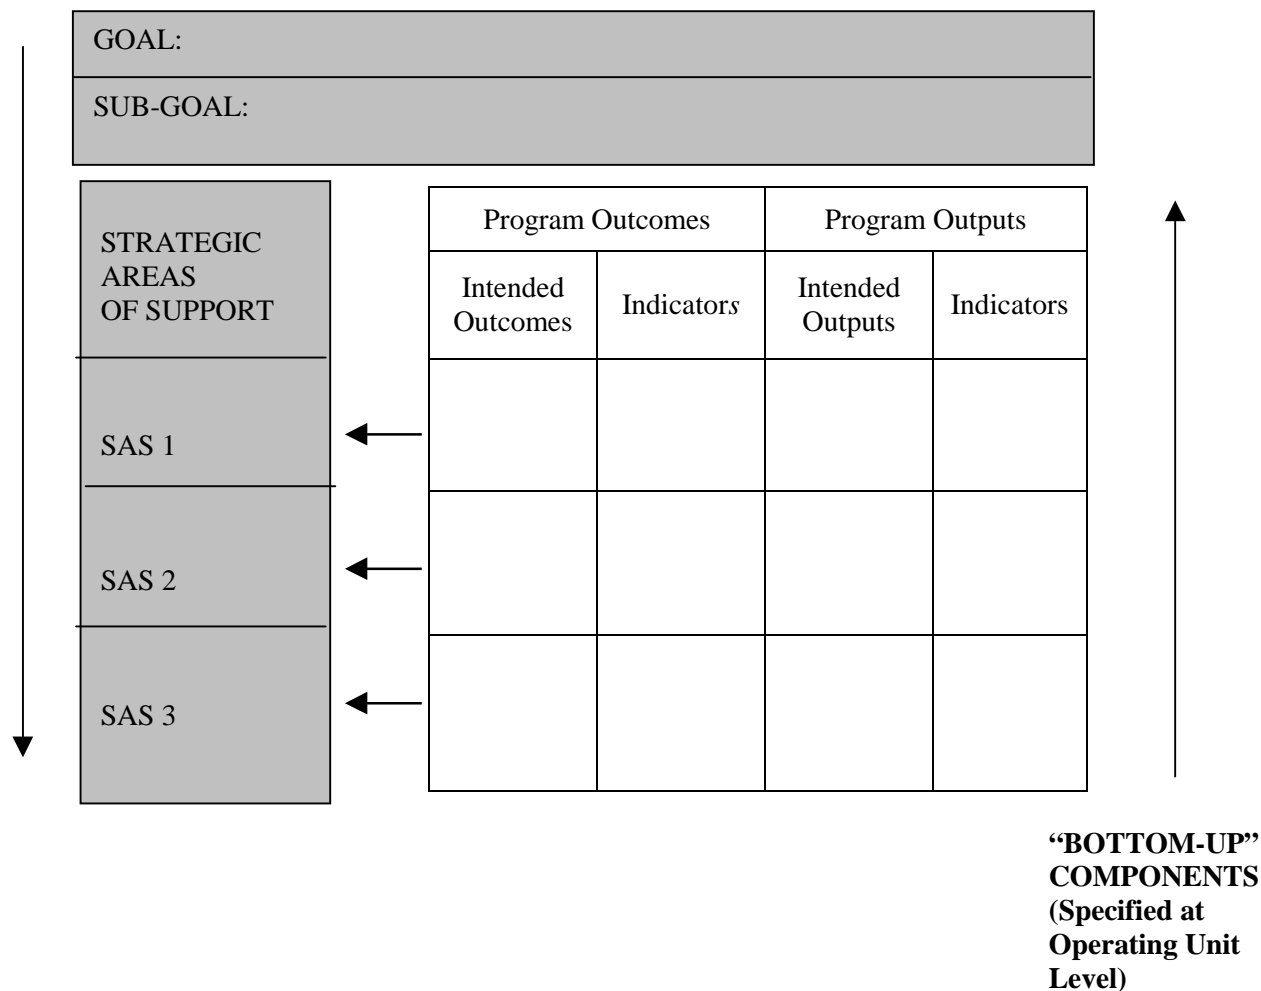 GOAL:
SUB-GOAL:
STRATEGIC
AREAS
OF SUPPORT
SAS 1
SAS 2
SAS 3
Program Outcomes
Program Outputs
Intended
Outcomes
Indicators
Intended
Outputs
Indicators
“BOTTOM-UP”
COMPONENTS
(Specified at
Operating Unit
Level)